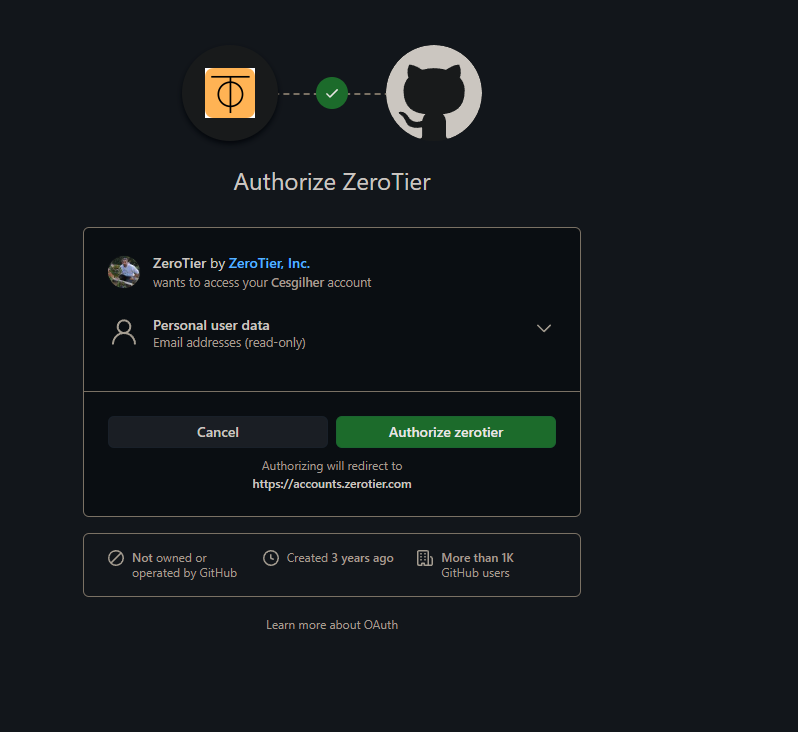 Authorize ZeroTier
ZeroTier by ZeroTier, Inc.
wants to access your Cesgilher account
Personal user data
Email addresses (read-only)
Cancel
Authorize zerotier
Authorizing will redirect to
https://accounts.zerotier.com
Not owned or
operated by GitHub
Created 3 years ago
More than 1K
GitHub users
Learn more about OAuth